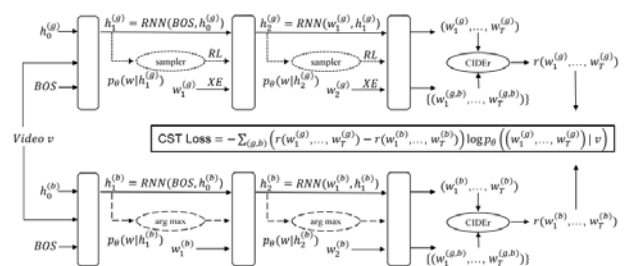 h_0^{(g)}
h_1^{(g)} = RNN(BOS, h_0^{(g)})
h_2^{(g)} = RNN(w_1^{(g)}, h_1^{(g)})
(w_1^{(g)}, ..., w_T^{(g)})
sampler
RL
sampler
RL
CIDEr
r(w_1^{(g)}, ..., w_T^{(g)})
BOS
p_θ(w|h_1^{(g)})
w_1^{(g)}
XE
p_θ(w|h_2^{(g)})
w_2^{(g)}
XE
{(w_1^{(g,b)}, ..., w_T^{(g,b)})}
Video v
CST Loss = −∑_{(g,b)} (r(w_1^{(g)}, ..., w_T^{(g)}) − r(w_1^{(b)}, ..., w_T^{(b)})) log p_θ((w_1^{(g)}, ..., w_T^{(g)}) | v)
h_0^{(b)}
h_1^{(b)} = RNN(BOS, h_0^{(b)})
h_2^{(b)} = RNN(w_1^{(b)}, h_1^{(b)})
(w_1^{(b)}, ..., w_T^{(b)})
arg max
arg max
CIDEr
r(w_1^{(b)}, ..., w_T^{(b)})
BOS
p_θ(w|h_1^{(b)})
w_1^{(b)}
p_θ(w|h_2^{(b)})
w_2^{(b)}
{(w_1^{(g,b)}, ..., w_T^{(g,b)})}